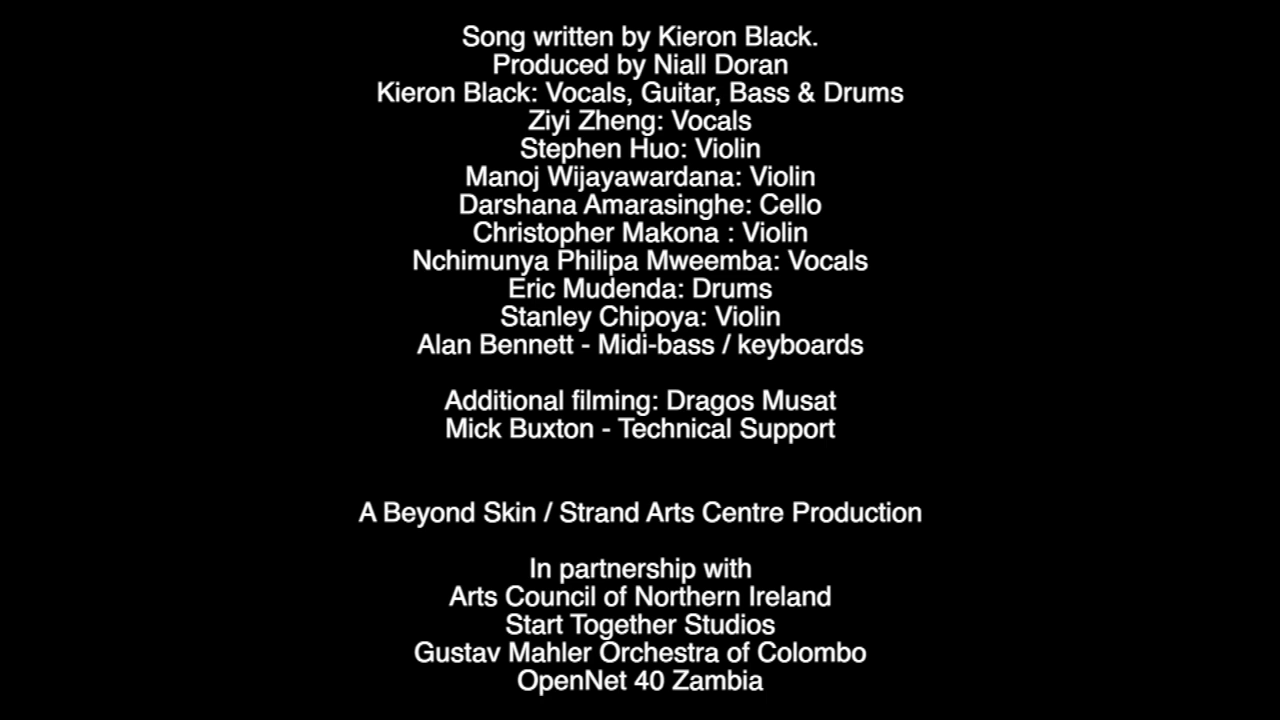 Song written by Kieron Black.
Produced by Niall Doran
Kieron Black: Vocals, Guitar, Bass & Drums
Ziyi Zheng: Vocals
Stephen Huo: Violin
Manoj Wijayawardana: Violin
Darshana Amarasinghe: Cello
Christopher Makona : Violin
Nchimunya Philipa Mweemba: Vocals
Eric Mudenda: Drums
Stanley Chipoya: Violin
Alan Bennett - Midi-bass / keyboards
Additional filming: Dragos Musat
Mick Buxton - Technical Support
A Beyond Skin / Strand Arts Centre Production
In partnership with
Arts Council of Northern Ireland
Start Together Studios
Gustav Mahler Orchestra of Colombo
OpenNet 40 Zambia